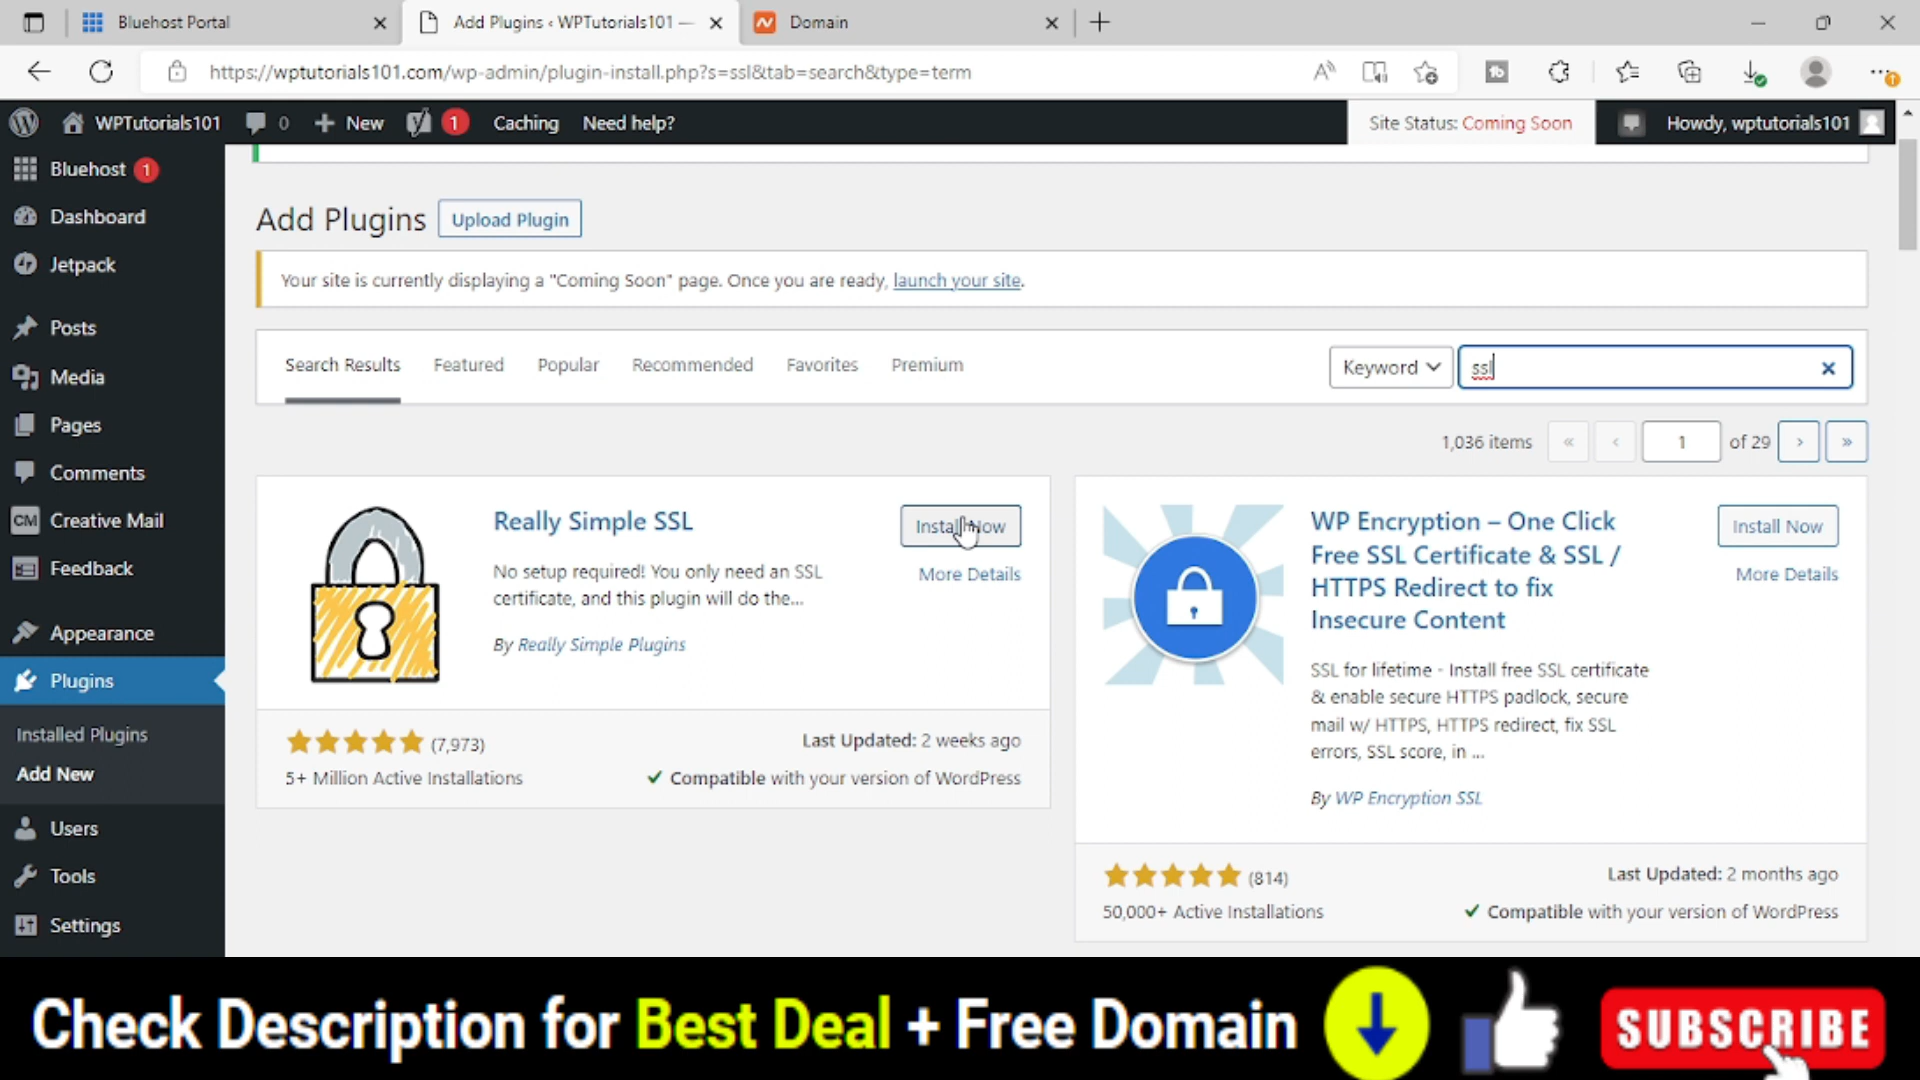 Bluehost Portal
Add Plugins ‹ WPTutorials101 —
Domain
https://wptutorials101.com/wp-admin/plugin-install.php?s=ssl&tab=search&type=term
WPTutorials101
0
New
1
Caching
Need help?
Site Status: Coming Soon
Howdy, wptutorials101
Bluehost 1
Dashboard
Jetpack
Posts
Media
Pages
Comments
CM Creative Mail
Feedback
Appearance
Plugins
Installed Plugins
Add New
Users
Tools
Settings
Add Plugins
Upload Plugin
Your site is currently displaying a "Coming Soon" page. Once you are ready, launch your site.
Search Results
Featured
Popular
Recommended
Favorites
Premium
Keyword
ssl
1,036 items
«
‹
1
of 29
›
»
Really Simple SSL
Install Now
More Details
No setup required! You only need an SSL
certificate, and this plugin will do the...
By Really Simple Plugins
(7,973)
Last Updated: 2 weeks ago
5+ Million Active Installations
Compatible with your version of WordPress
WP Encryption – One Click
Free SSL Certificate & SSL /
HTTPS Redirect to fix
Insecure Content
Install Now
More Details
SSL for lifetime - Install free SSL certificate
& enable secure HTTPS padlock, secure
mail w/ HTTPS, HTTPS redirect, fix SSL
errors, SSL score, in ...
By WP Encryption SSL
(814)
Last Updated: 2 months ago
50,000+ Active Installations
Compatible with your version of WordPress
Check Description for Best Deal + Free Domain
SUBSCRIBE